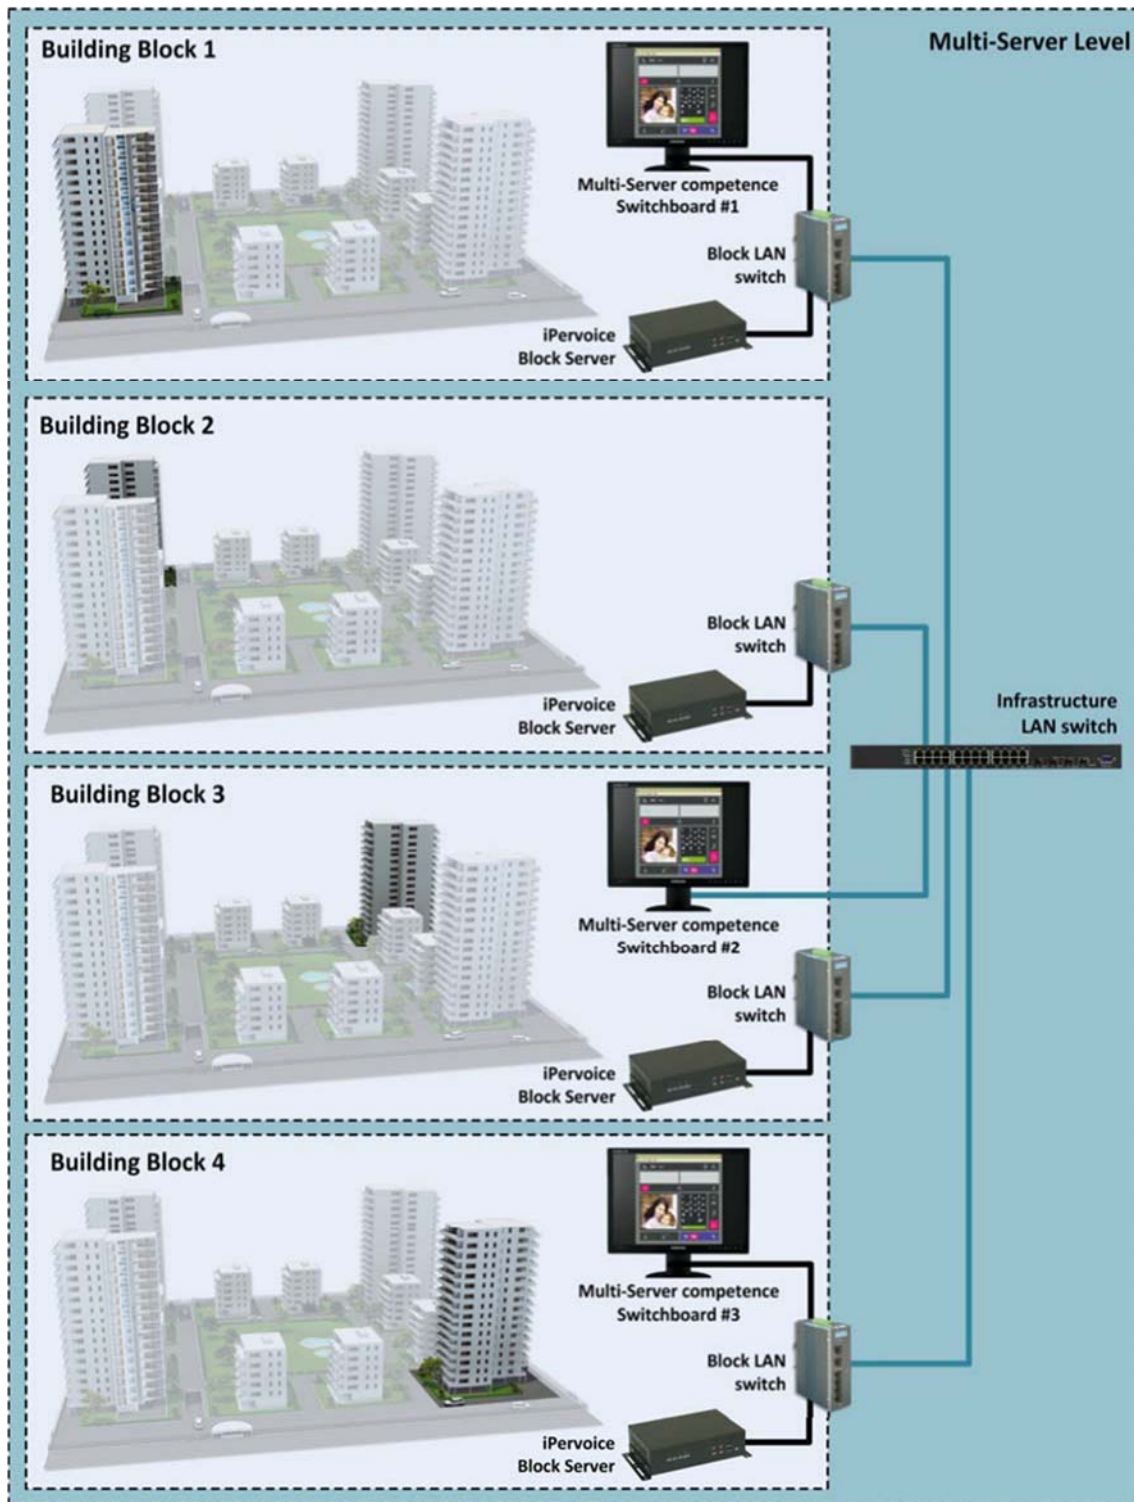 Multi-Server Level
Building Block 1
Multi-Server competence
Switchboard #1
Block LAN
switch
iPervoice
Block Server
Building Block 2
Block LAN
switch
iPervoice
Block Server
Infrastructure
LAN switch
Building Block 3
Multi-Server competence
Switchboard #2
Block LAN
switch
iPervoice
Block Server
Building Block 4
Multi-Server competence
Switchboard #3
Block LAN
switch
iPervoice
Block Server